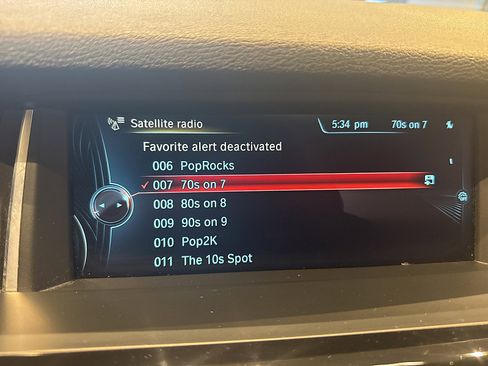 Satellite radio 5:34 pm 70s on 7
Favorite alert deactivated
006 PopRocks
✓ 007 70s on 7
008 80s on 8
009 90s on 9
010 Pop2K
011 The 10s Spot